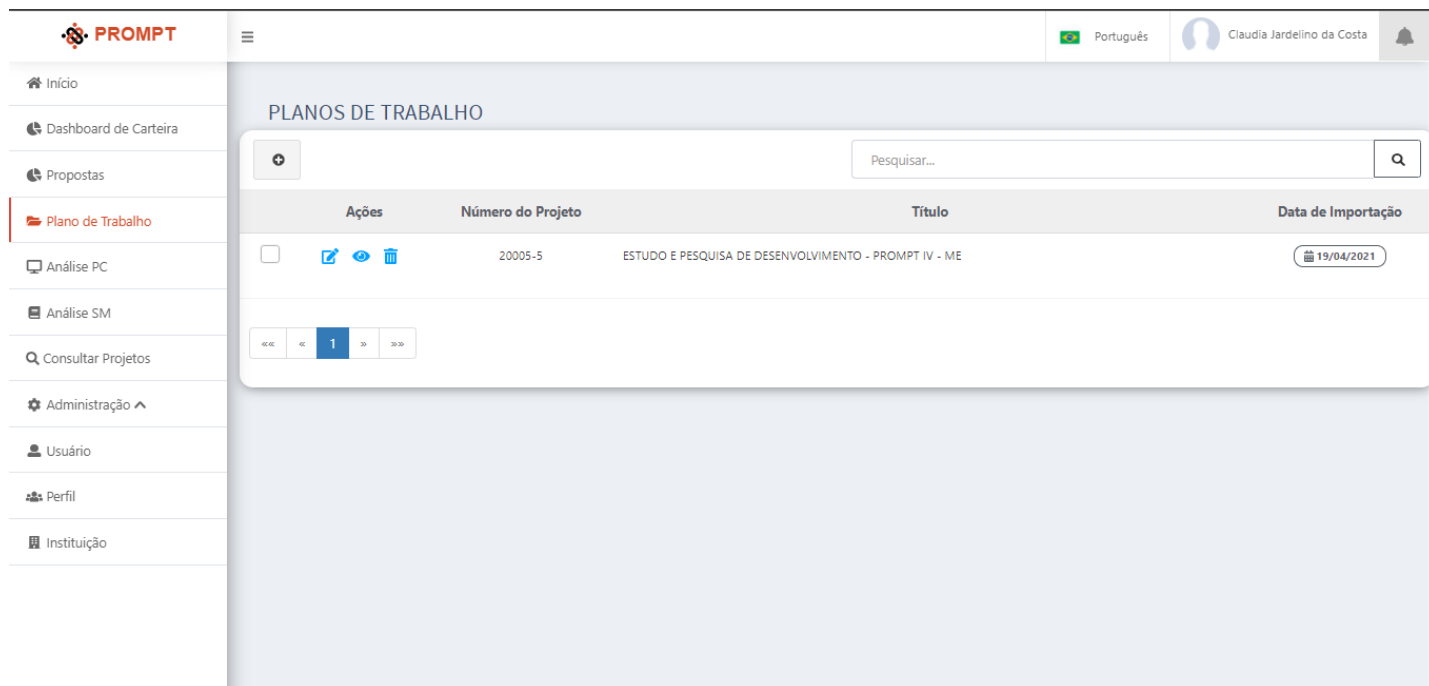 PROMPT
Português
Claudia Jardelino da Costa
Início
Dashboard de Carteira
Propostas
Plano de Trabalho
Análise PC
Análise SM
Consultar Projetos
Administração
Usuário
Perfil
Instituição
PLANOS DE TRABALHO
Pesquisar...
Ações Número do Projeto Título Data de Importação
20005-5 ESTUDO E PESQUISA DE DESENVOLVIMENTO - PROMPT IV - ME 19/04/2021
«« « 1 » »»